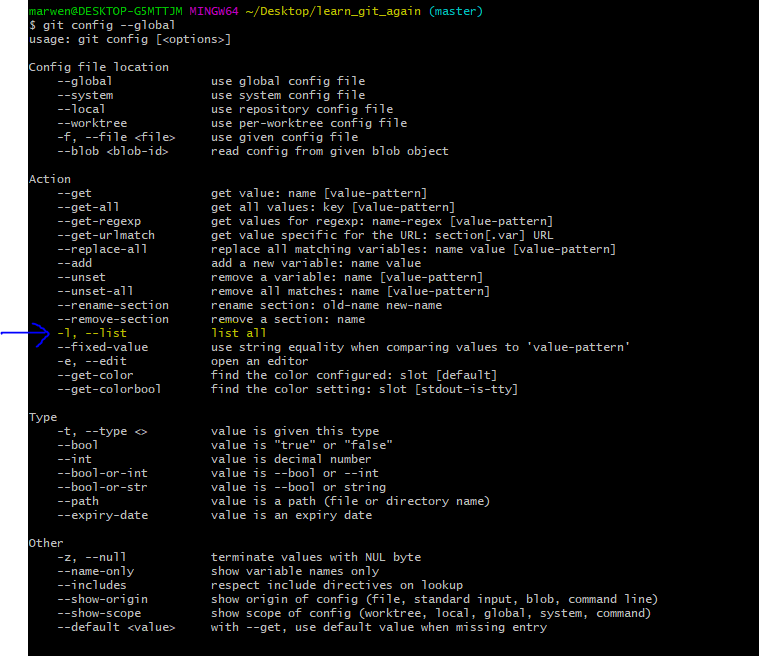 marwen@DESKTOP-G5MTTJM MINGW64 ~/Desktop/learn_git_again (master)
$ git config --global
usage: git config [<options>]

Config file location
    --global              use global config file
    --system              use system config file
    --local               use repository config file
    --worktree            use per-worktree config file
    -f, --file <file>     use given config file
    --blob <blob-id>      read config from given blob object

Action
    --get                 get value: name [value-pattern]
    --get-all             get all values: key [value-pattern]
    --get-regexp          get values for regexp: name-regex [value-pattern]
    --get-urlmatch        get value specific for the URL: section[.var] URL
    --replace-all         replace all matching variables: name value [value-pattern]
    --add                 add a new variable: name value
    --unset               remove a variable: name [value-pattern]
    --unset-all           remove all matches: name [value-pattern]
    --rename-section      rename section: old-name new-name
    --remove-section      remove a section: name
    -l, --list            list all
    --fixed-value         use string equality when comparing values to 'value-pattern'
    -e, --edit            open an editor
    --get-color           find the color configured: slot [default]
    --get-colorbool       find the color setting: slot [stdout-is-tty]

Type
    -t, --type <>         value is given this type
    --bool                value is "true" or "false"
    --int                 value is decimal number
    --bool-or-int         value is --bool or --int
    --bool-or-str         value is --bool or string
    --path                value is a path (file or directory name)
    --expiry-date         value is an expiry date

Other
    -z, --null            terminate values with NUL byte
    --name-only           show variable names only
    --includes            respect include directives on lookup
    --show-origin         show origin of config (file, standard input, blob, command line)
    --show-scope          show scope of config (worktree, local, global, system, command)
    --default <value>     with --get, use default value when missing entry